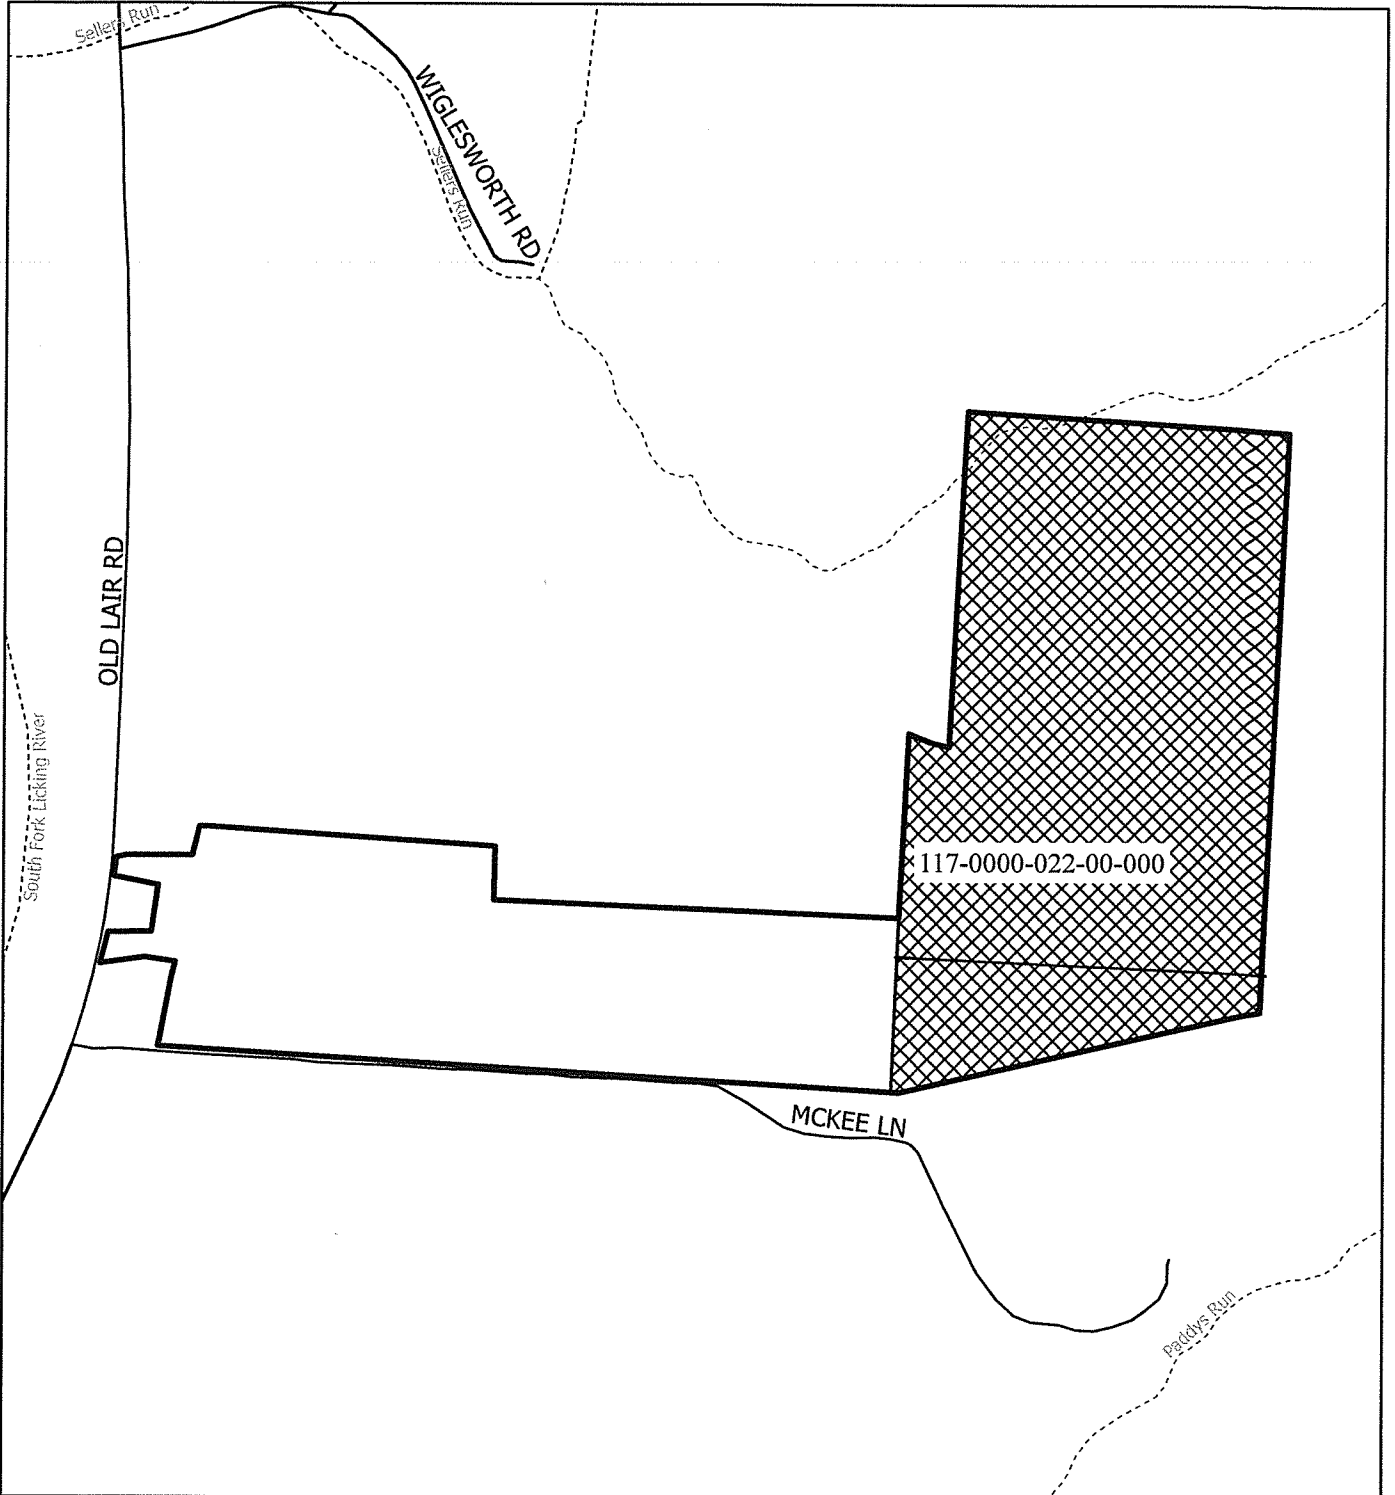 Sellers Run
WIGLESWORTH RD
Sellers Run
OLD LAIR RD
South Fork Licking River
117-0000-022-00-000
MCKEE LN
Paddys Run